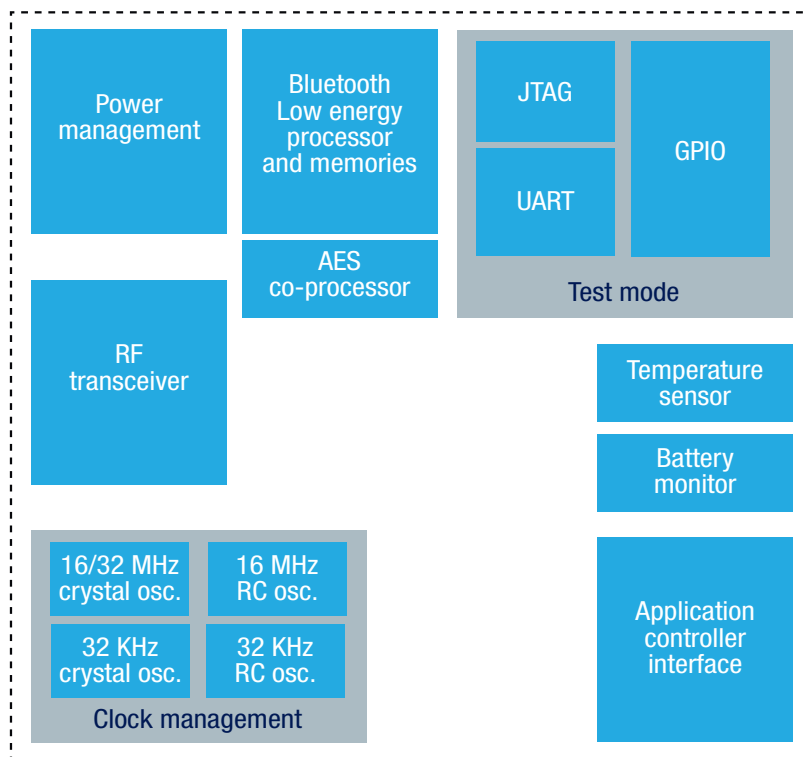 Power
management
Bluetooth
Low energy
processor
and memories
JTAG
UART
GPIO
Test mode
AES
co-processor
RF
transceiver
Temperature
sensor
Battery
monitor
16/32 MHz
crystal osc.
16 MHz
RC osc.
32 KHz
crystal osc.
32 KHz
RC osc.
Clock management
Application
controller
interface